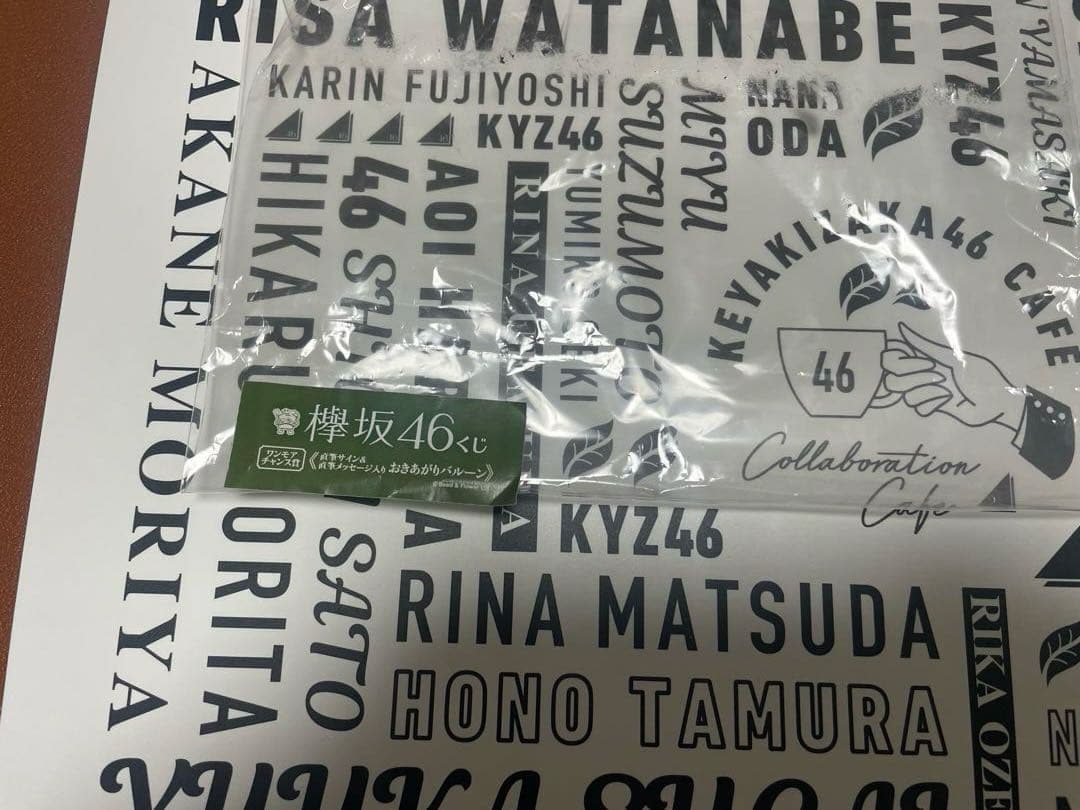 RISA WATANABE
KARIN FUJIYOSHI
KYZ46
NANA
ODA
MIYU
SUZUMOTO
KYZ46
YAMASAKI
AKANE MORIYA
HIKARU
MORITA
46
SATO
AOI
YUMIKO SEKI
KEYAKIZAKA46 CAFE
46
Collaboration
Cafe
欅坂46くじ
ワンモア
チャンス賞
直筆サイン&
直筆メッセージ入り
おきあがりバルーン
KYZ46
RINA MATSUDA
HONO TAMURA
RIKA OZE